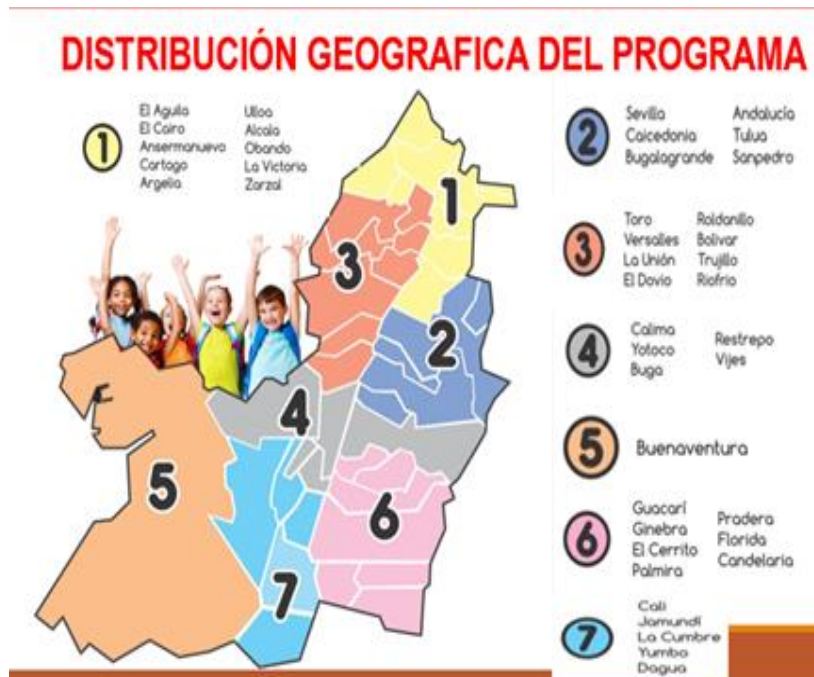 DISTRIBUCIÓN GEOGRAFICA DEL PROGRAMA
1
El Aguila
El Cairo
Ansermanuevo
Cartago
Argelia
Ulloa
Alcala
Obando
La Victoria
Zarzal
2
Sevilla
Caicedonia
Bugalagrande
Andalucía
Tulua
Sanpedro
3
Toro
Versalles
La Unión
El Dovio
Roldanillo
Bolivar
Trujillo
Riofrio
4
Calima
Yotoco
Buga
Restrepo
Vijes
5
Buenaventura
6
Guacarí
Ginebra
El Cerrito
Palmira
Pradera
Florida
Candelaria
7
Cali
Jamundí
La Cumbre
Yumbo
Dagua
1
3
2
4
5
6
7